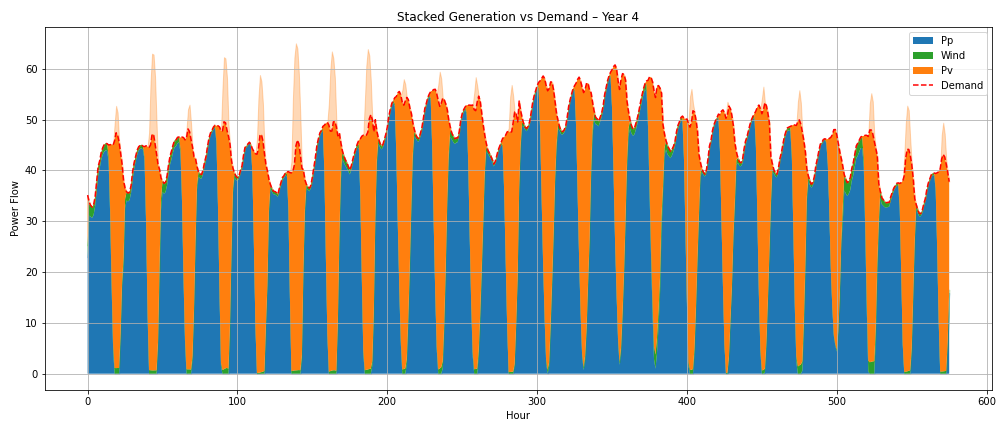 Stacked Generation vs Demand – Year 4
Pp
Wind
Pv
Demand
Power Flow
60
50
40
30
20
10
0
0 100 200 300 400 500 600
Hour